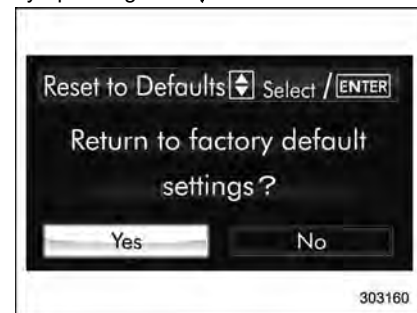 Reset to Defaults Select / ENTER
Return to factory default
settings?
Yes No
303160